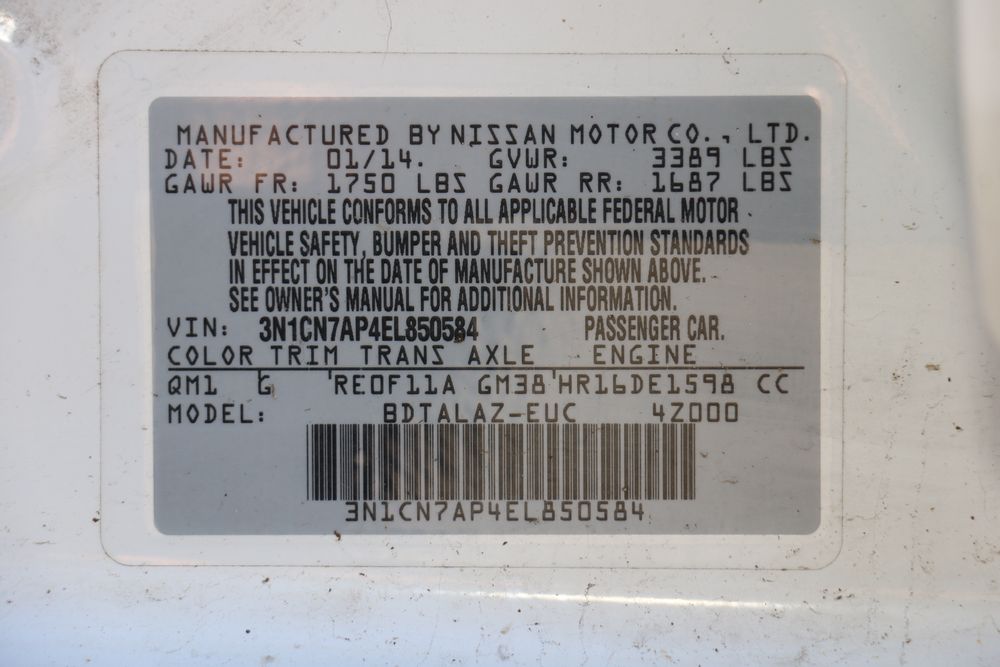 MANUFACTURED BY NISSAN MOTOR CO., LTD.
DATE: 01/14. GVWR: 3389 LBS
GAWR FR: 1750 LBS GAWR RR: 1687 LBS
THIS VEHICLE CONFORMS TO ALL APPLICABLE FEDERAL MOTOR
VEHICLE SAFETY, BUMPER AND THEFT PREVENTION STANDARDS
IN EFFECT ON THE DATE OF MANUFACTURE SHOWN ABOVE.
SEE OWNER'S MANUAL FOR ADDITIONAL INFORMATION.
VIN: 3N1CN7AP4EL850584 PASSENGER CAR.
COLOR TRIM TRANS AXLE ENGINE
QM1 G RE0F11A GM38 HR16DE1598 CC
MODEL: BDTALAZ-EUC 4Z000
3N1CN7AP4EL850584